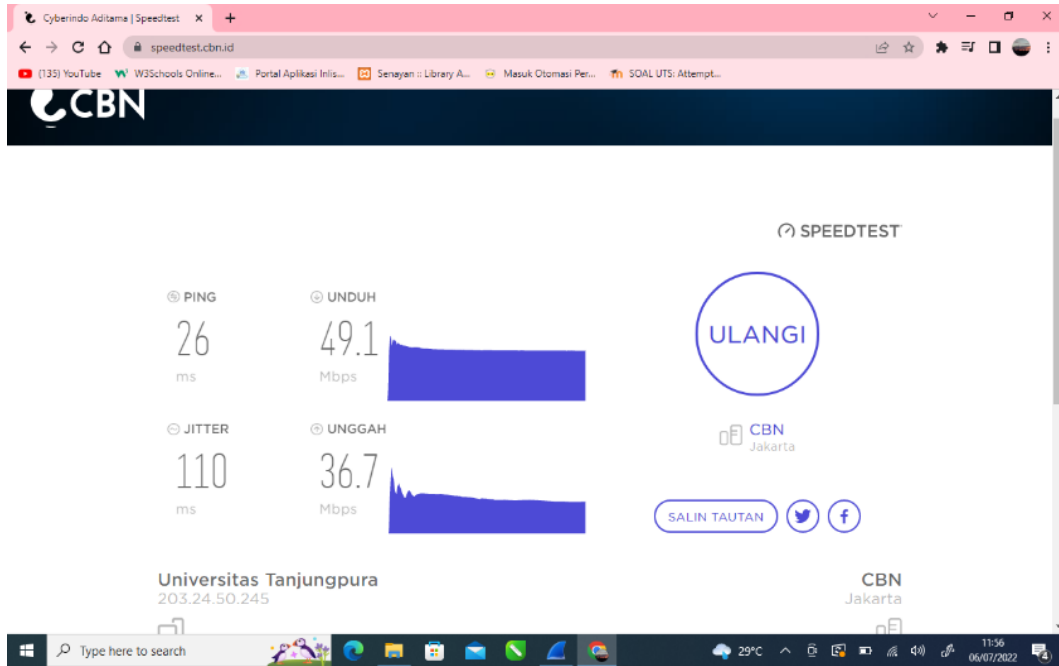 Cyberindo Aditama | Speedtest
speedtest.cbn.id
(135) YouTube W3Schools Online... Portal Aplikasi Inlis... Senayan :: Library A... Masuk Otomasi Per... SOAL UTS: Attempt...
CBN
SPEEDTEST
PING UNDUH
26 49.1
ms Mbps
ULANGI
JITTER UNGGAH
110 36.7
ms Mbps
CBN
Jakarta
SALIN TAUTAN
Universitas Tanjungpura
203.24.50.245
CBN
Jakarta
Type here to search
29°C
11:56
06/07/2022
4